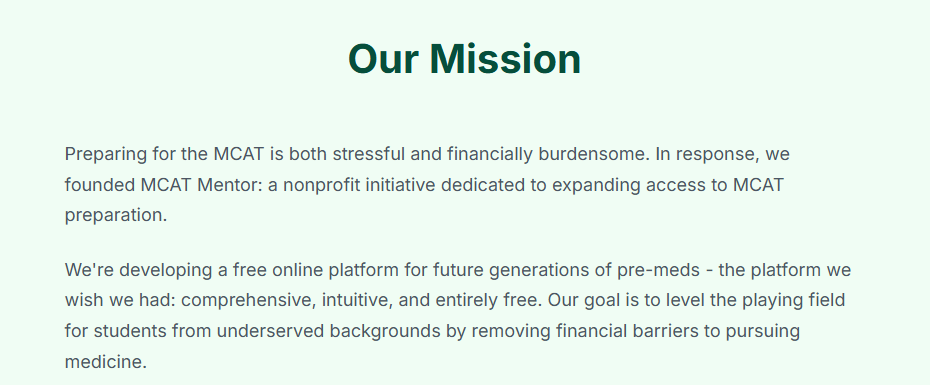 Our Mission
Preparing for the MCAT is both stressful and financially burdensome. In response, we
founded MCAT Mentor: a nonprofit initiative dedicated to expanding access to MCAT
preparation.
We're developing a free online platform for future generations of pre-meds - the platform we
wish we had: comprehensive, intuitive, and entirely free. Our goal is to level the playing field
for students from underserved backgrounds by removing financial barriers to pursuing
medicine.